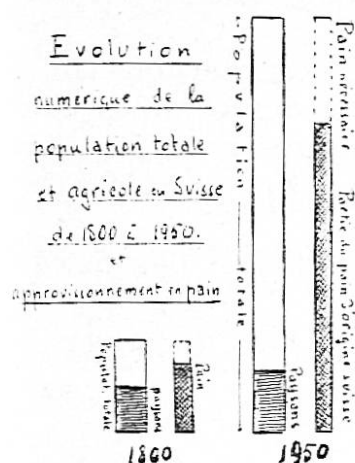 Evolution
numérique de la
population totale
et agricole en Suisse
de 1800 à 1950.
et
approvisionnement en pain
Populat. totale
paysans
Pain
1860
Population totale
Paysans
Pain nécessaire
Partie du pain d'origine suisse
1950